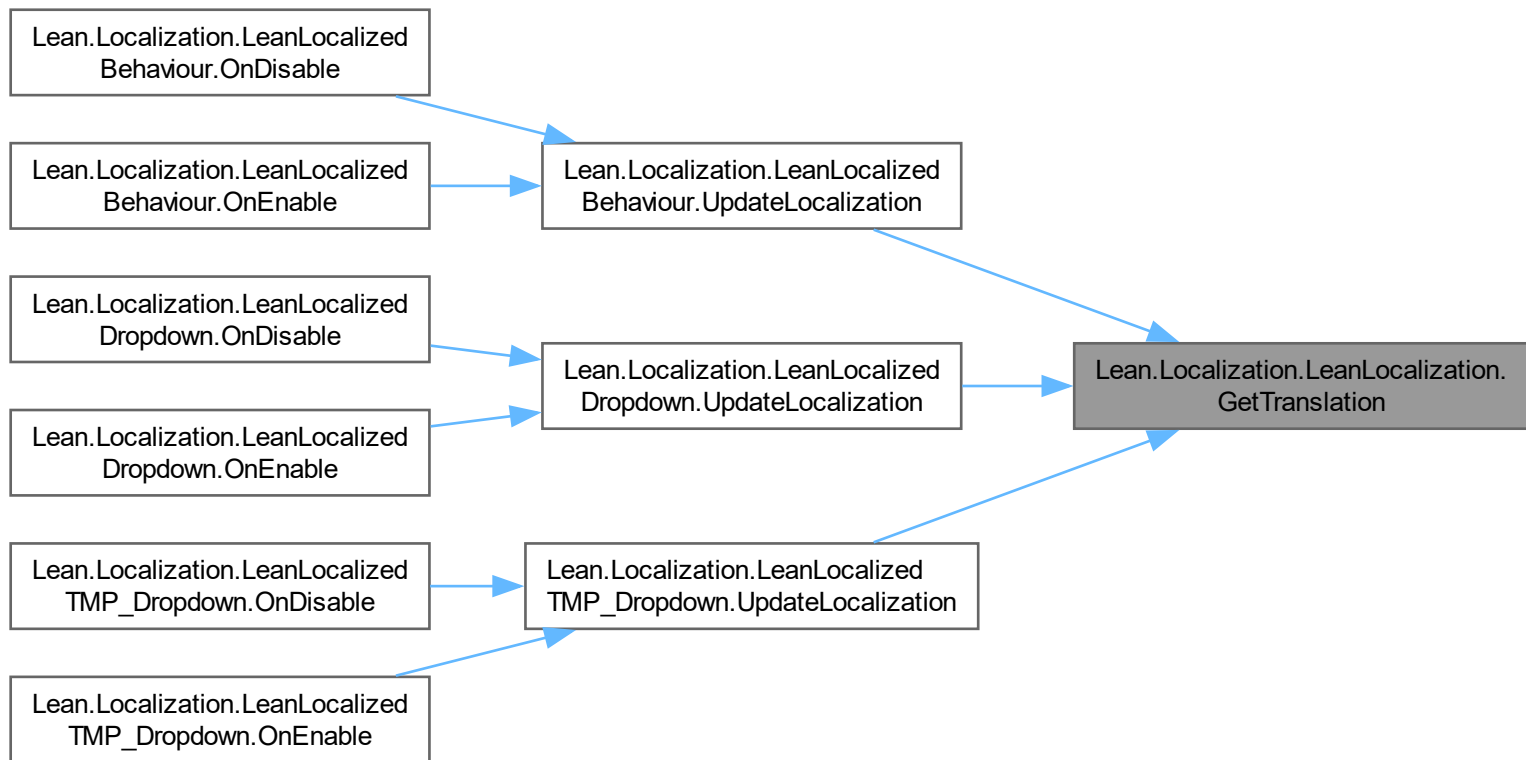 Lean.Localization.LeanLocalized
Behaviour.OnDisable
Lean.Localization.LeanLocalized
Behaviour.OnEnable
Lean.Localization.LeanLocalized
Dropdown.OnDisable
Lean.Localization.LeanLocalized
Dropdown.OnEnable
Lean.Localization.LeanLocalized
TMP_Dropdown.OnDisable
Lean.Localization.LeanLocalized
TMP_Dropdown.OnEnable
Lean.Localization.LeanLocalized
Behaviour.UpdateLocalization
Lean.Localization.LeanLocalized
Dropdown.UpdateLocalization
Lean.Localization.LeanLocalized
TMP_Dropdown.UpdateLocalization
Lean.Localization.LeanLocalization.
GetTranslation